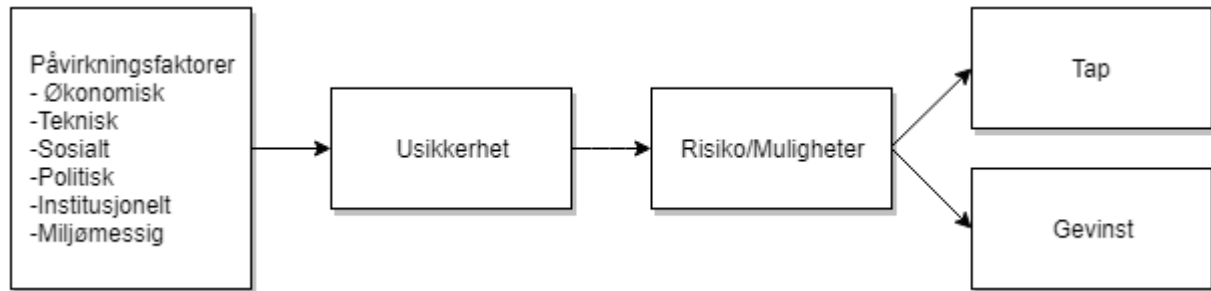 Påvirkningsfaktorer
- Økonomisk
-Teknisk
-Sosialt
-Politisk
-Institusjonelt
-Miljømessig
Usikkerhet
Risiko/Muligheter
Tap
Gevinst